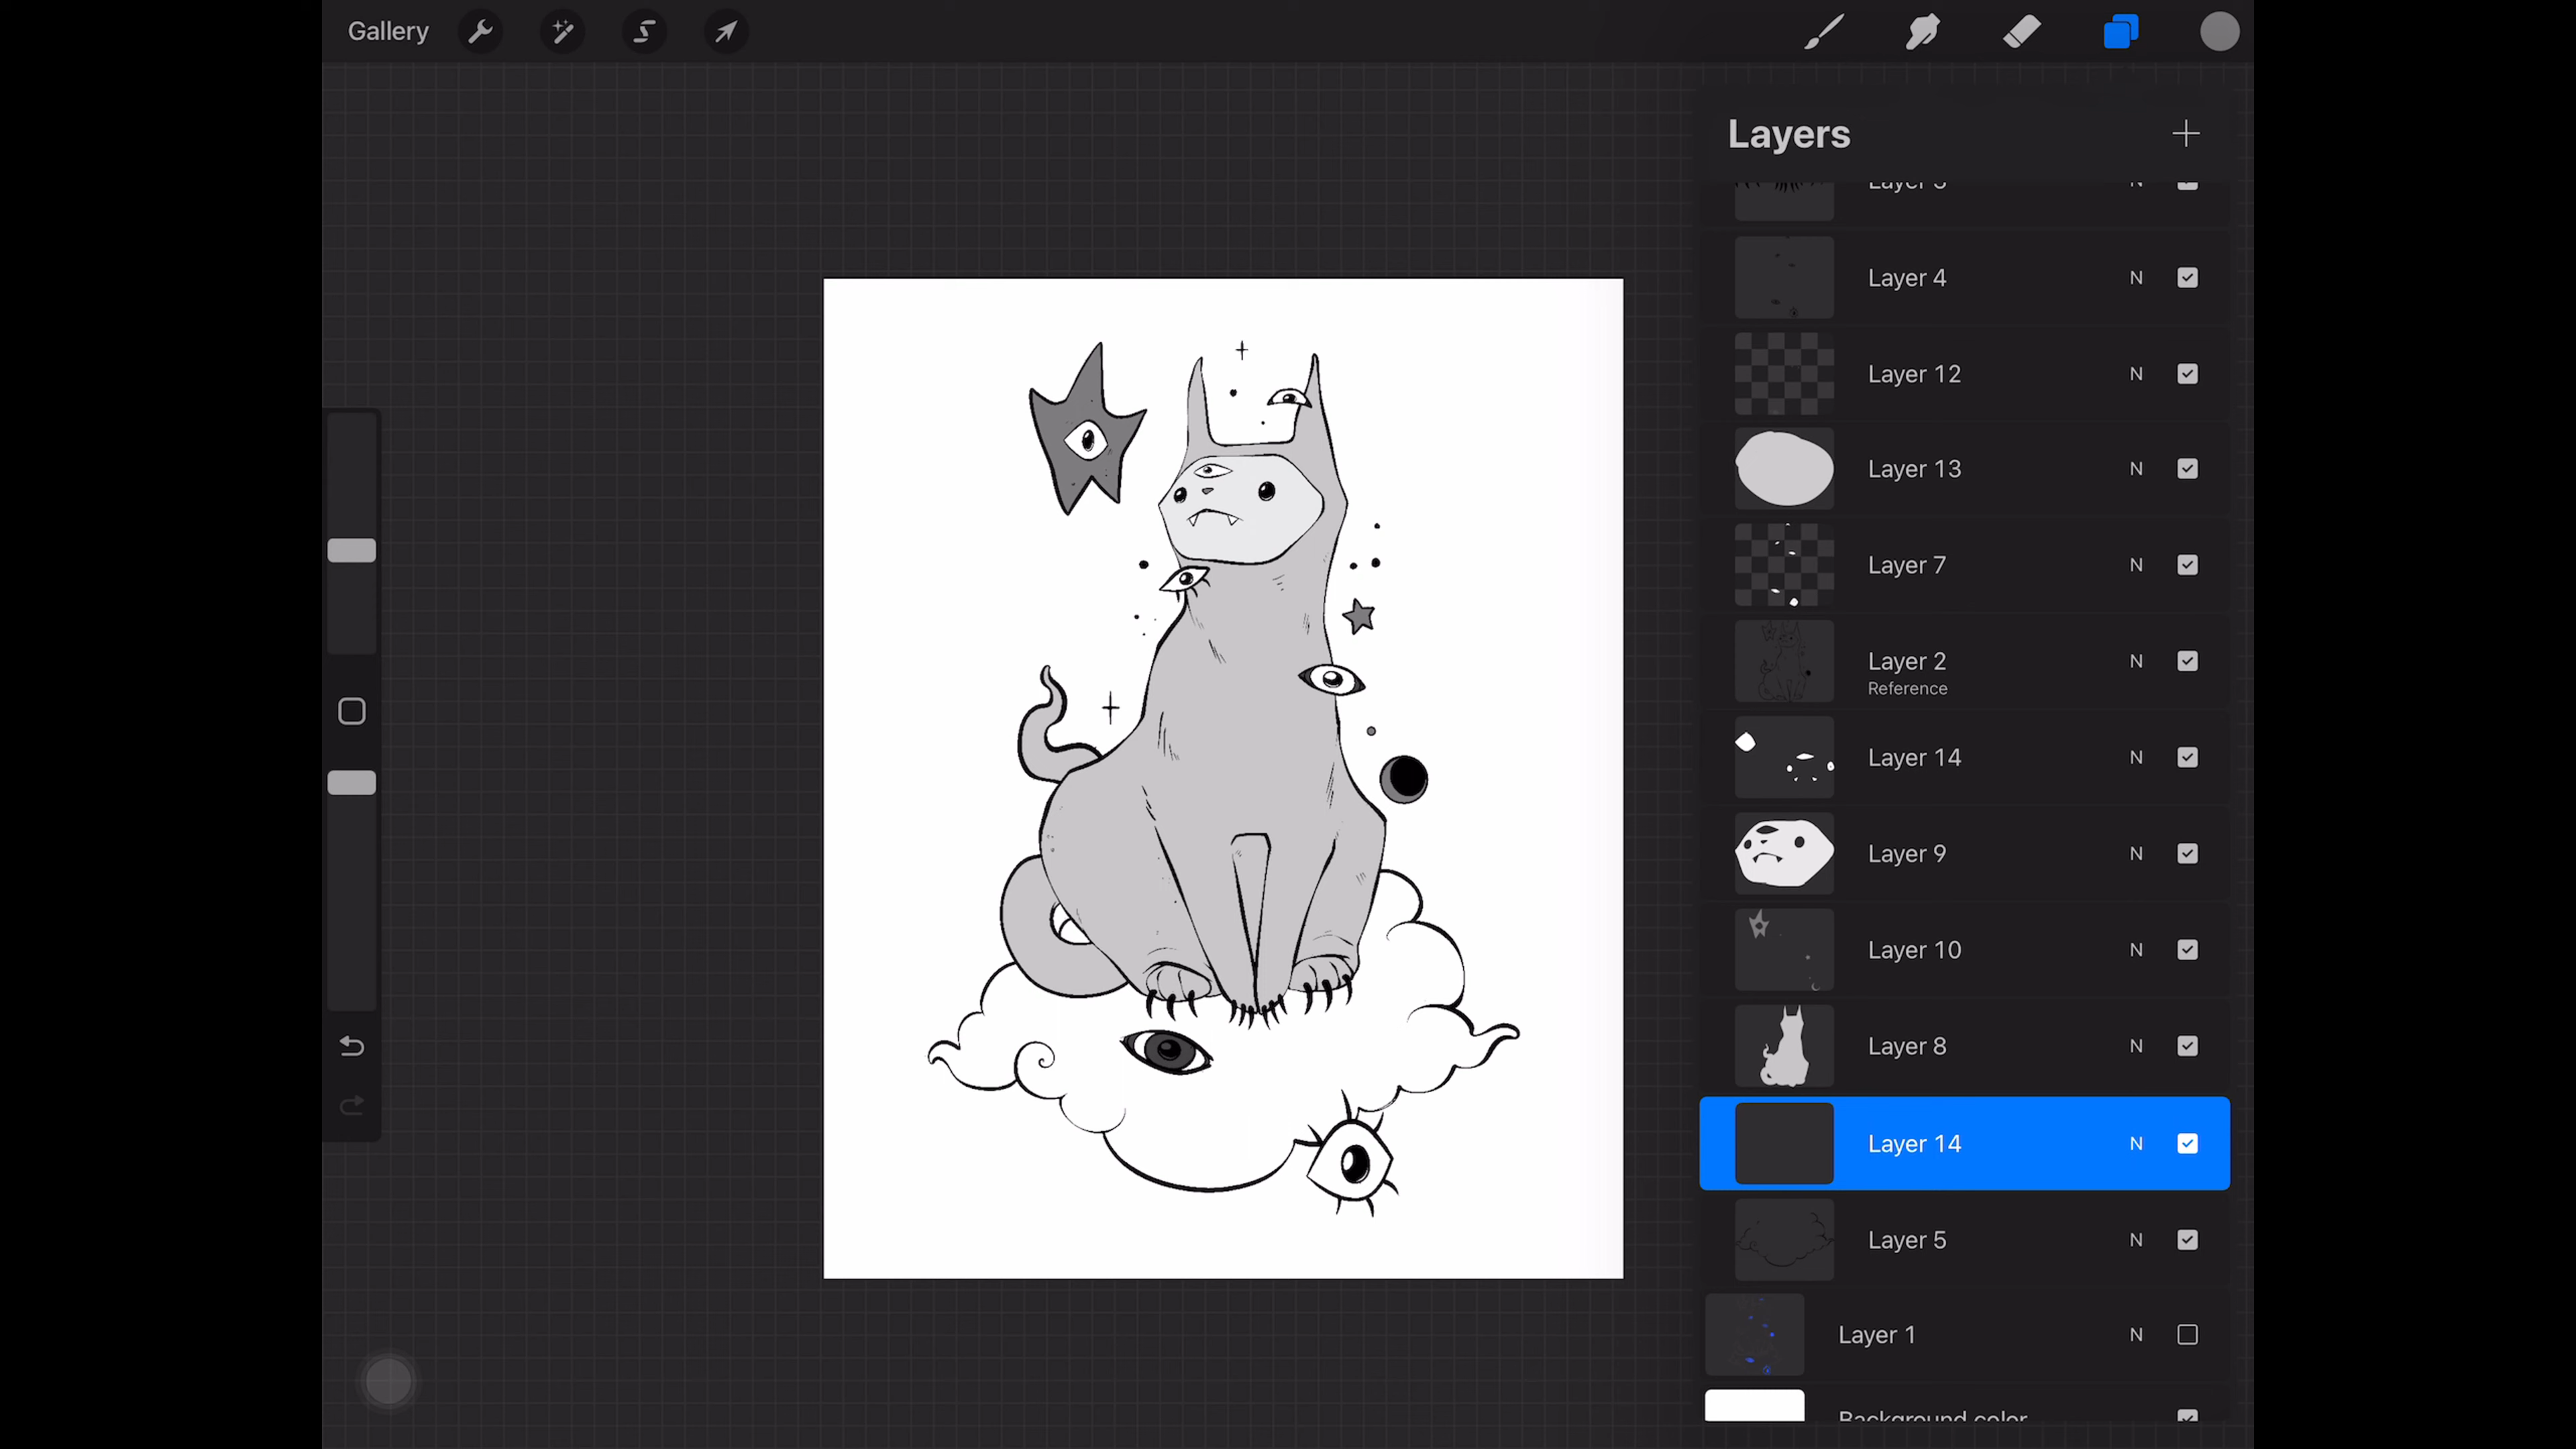 Gallery
Layers
Layer 3 N
Layer 4 N
Layer 12 N
Layer 13 N
Layer 7 N
Layer 2 N
Reference
Layer 14 N
Layer 9 N
Layer 10 N
Layer 8 N
Layer 14 N
Layer 5 N
Layer 1 N
Background color